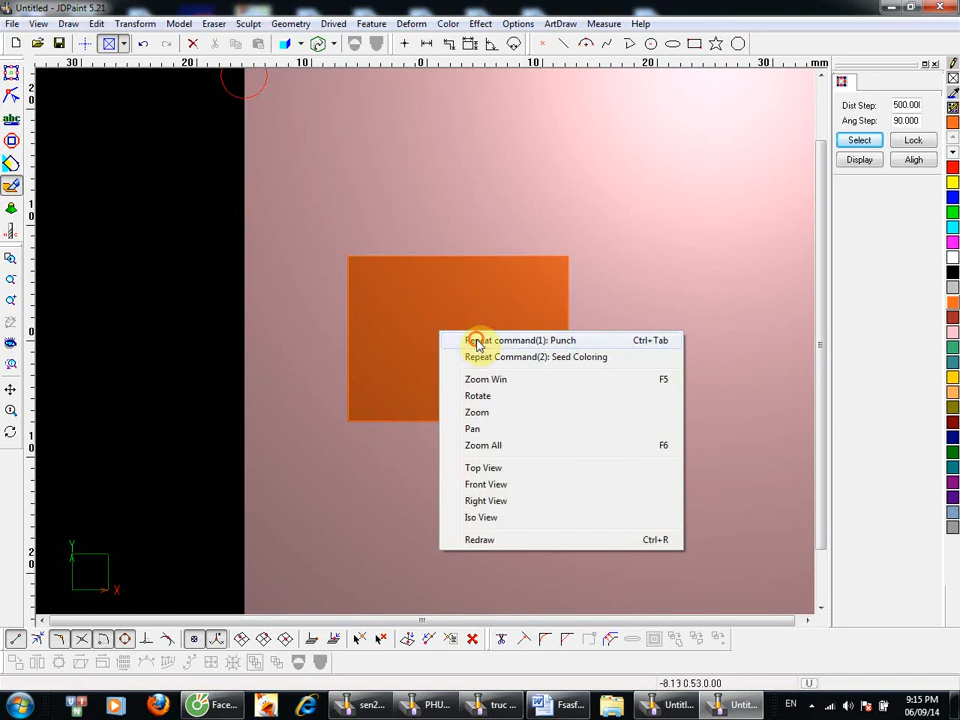 Untitled - JDPaint 5.21
File View Draw Edit Transform Model Eraser Sculpt Geometry Drived Feature Deform Color Effect Options ArtDraw Measure Help
30 20 10 0 10 20 30 mm
Dist Step: 500.000
Ang Step: 90.000
Select Lock
Display Aligh
abc
Repeat command(1): Punch Ctrl+Tab
Repeat Command(2): Seed Coloring
Zoom Win F5
Rotate
Zoom
Pan
Zoom All F6
Top View
Front View
Right View
Iso View
Redraw Ctrl+R
Y
X
-8.13 0.53,0.00 U
Face... sen2... PHU... truc ... Fsasf... Untitl... Untit...
EN 9:15 PM
06/09/14